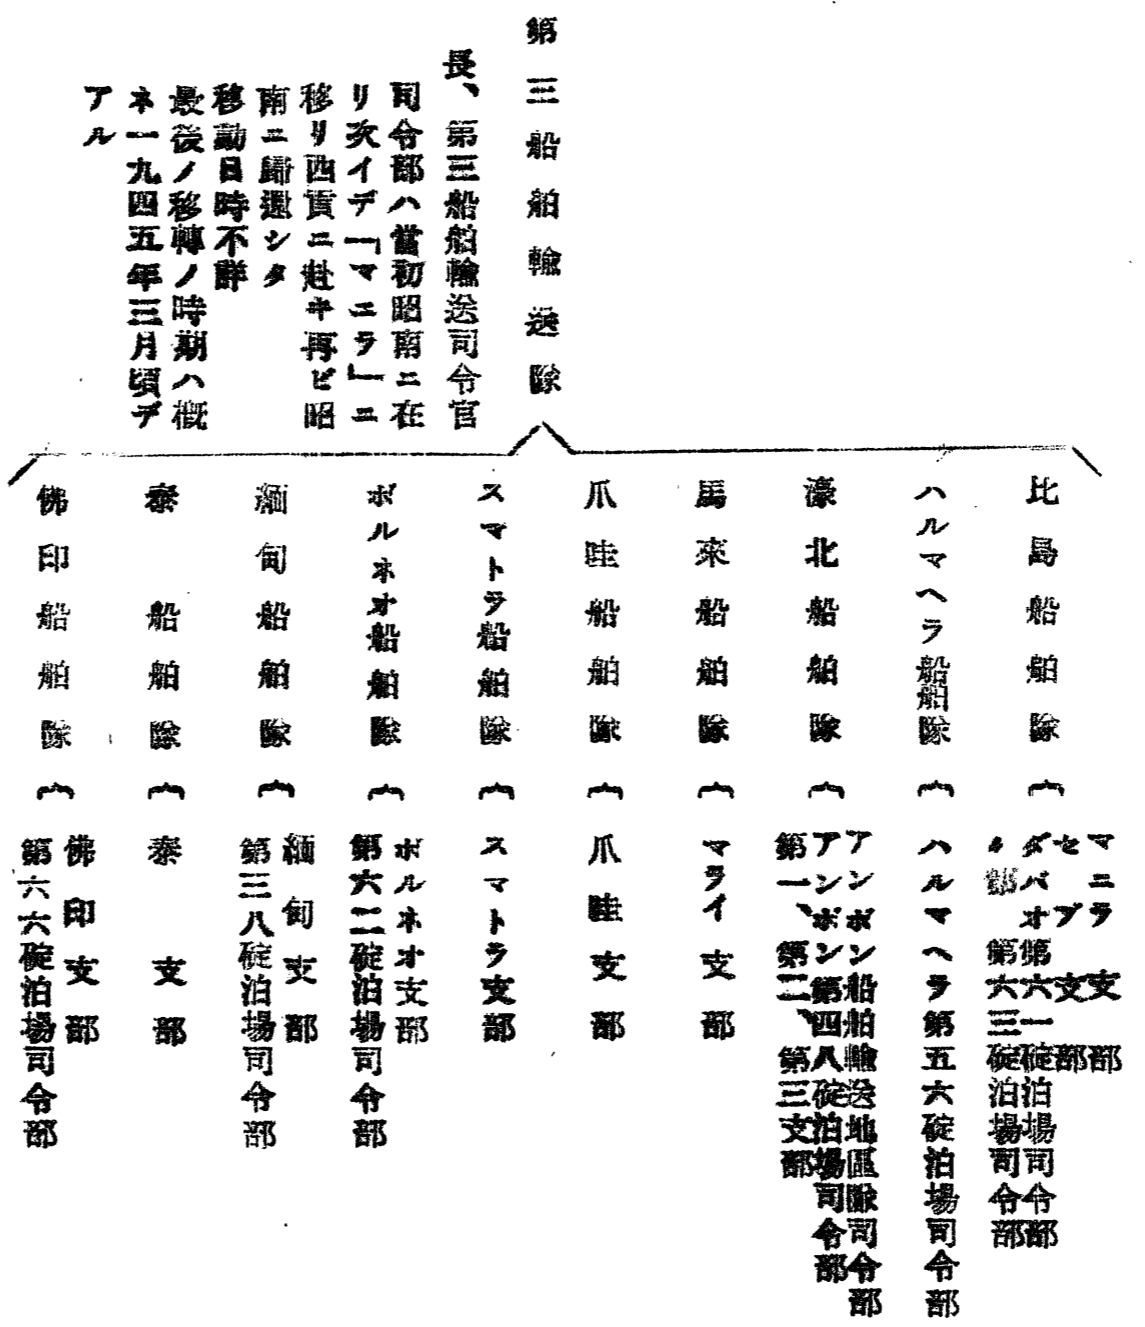 第三船舶輸送隊
長、第三船舶輸送司令官
司令部ハ當初昭南ニ在
リ次イデ「マニラ」ニ
移リ西貢ニ赴キ再ビ昭
南ニ歸還シタ
移動日時不詳
最後ノ移轉ノ時期ハ概
ネ一九四五年三月頃デ
アル
比島船舶隊
マニラ支部
セブ支部
ダバオ第六一碇泊場司令部
第六三碇泊場司令部
ハルマヘラ船舶隊
ハルマヘラ第五六碇泊場司令部
濠北船舶隊
アンボン船舶輸送地區隊司令部
アンボン第四八碇泊場司令部
第一、第二、第三支部
馬來船舶隊
マライ支部
爪哇船舶隊
爪哇支部
スマトラ船舶隊
スマトラ支部
ボルネオ船舶隊
ボルネオ支部
第六二碇泊場司令部
緬甸船舶隊
緬甸支部
第三八碇泊場司令部
泰船舶隊
泰支部
佛印船舶隊
佛印支部
第六六碇泊場司令部